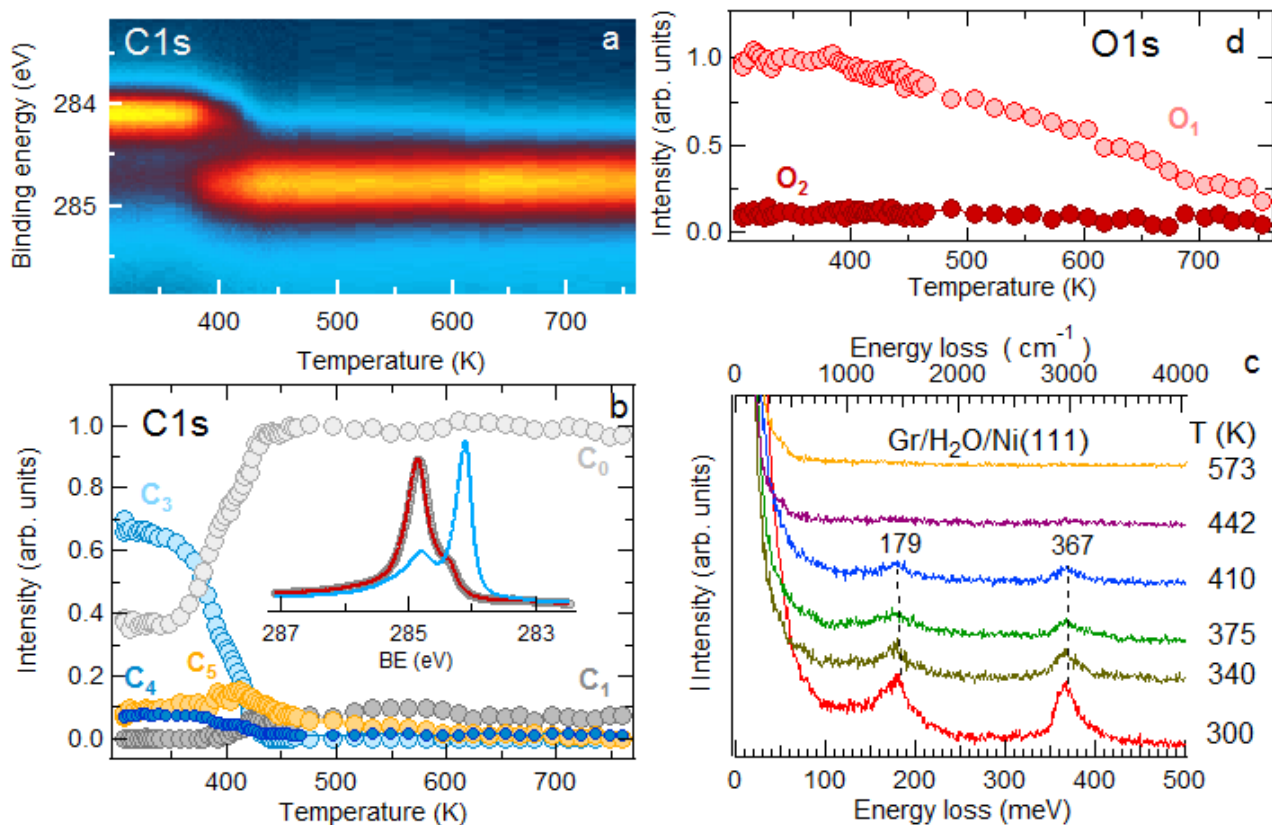 C1s
a
Binding energy (eV)
284
285
400
500
600
700
Temperature (K)
O1s
d
Intensity (arb. units)
1.0
0.5
0.0
O1
O2
400
500
600
700
Temperature (K)
C1s
b
Intensity (arb. units)
1.0
0.8
0.6
0.4
0.2
0.0
C0
C3
C5
C4
C1
287
285
283
BE (eV)
400
500
600
700
Temperature (K)
Energy loss ( cm-1
0
1000
2000
3000
4000
c
Gr/H2O/Ni(111)
T (K)
573
442
179
367
410
375
340
300
I Intensity (arb. units)
0
100
200
300
400
500
Energy loss (meV)